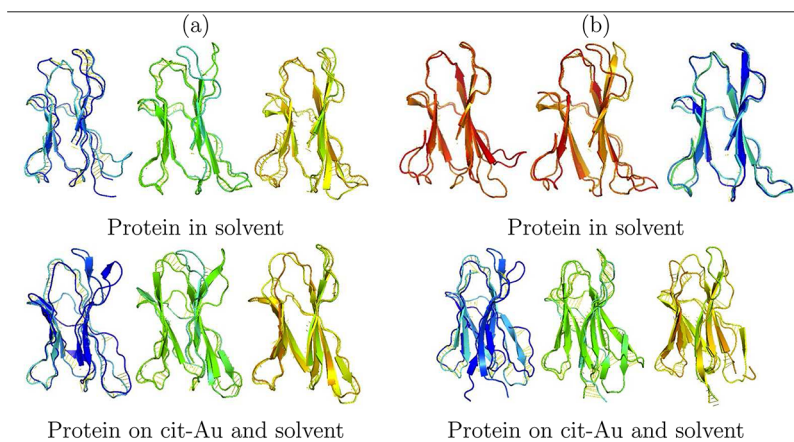 (a) (b)
Protein in solvent Protein in solvent
Protein on cit-Au and solvent Protein on cit-Au and solvent